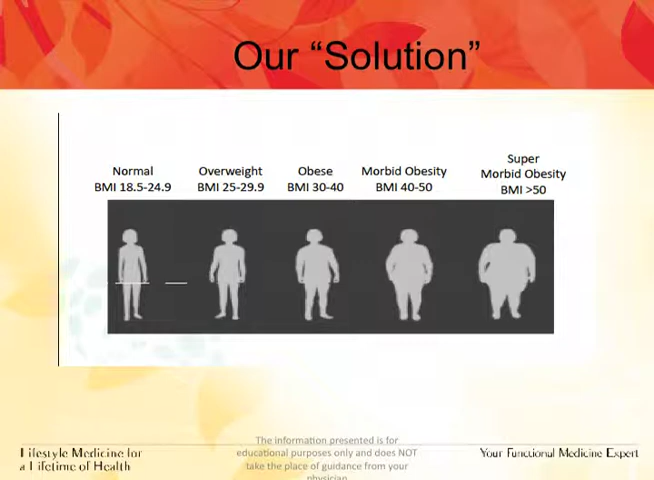 Our “Solution”
Normal
BMI 18.5-24.9
Overweight
BMI 25-29.9
Obese
BMI 30-40
Morbid Obesity
BMI 40-50
Super
Morbid Obesity
BMI >50
Lifestyle Medicine for
a Lifetime of Health
The information presented is for
educational purposes only and does NOT
take the place of guidance from your
physician
Your Functional Medicine Expert